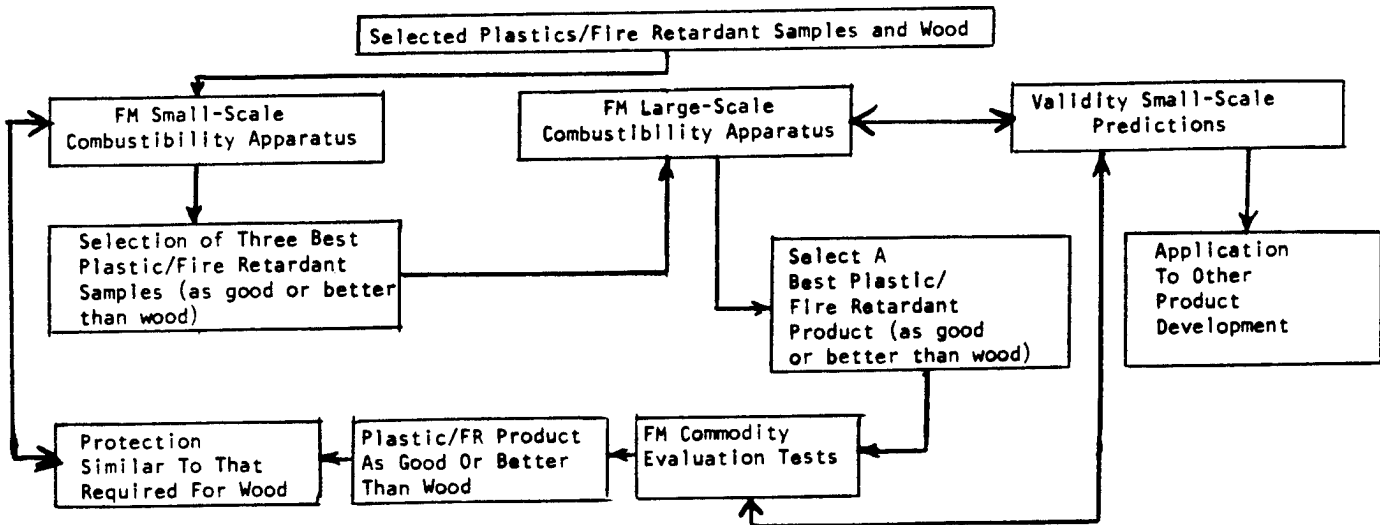 Selected Plastics/Fire Retardant Samples and Wood
FM Small-Scale
Combustibility Apparatus
FM Large-Scale
Combustibility Apparatus
Validity Small-Scale
Predictions
Selection of Three Best
Plastic/Fire Retardant
Samples (as good or better
than wood)
Select A
Best Plastic/
Fire Retardant
Product (as good
or better than wood)
Application
To Other
Product
Development
Protection
Similar To That
Required For Wood
Plastic/FR Product
As Good Or Better
Than Wood
FM Commodity
Evaluation Tests